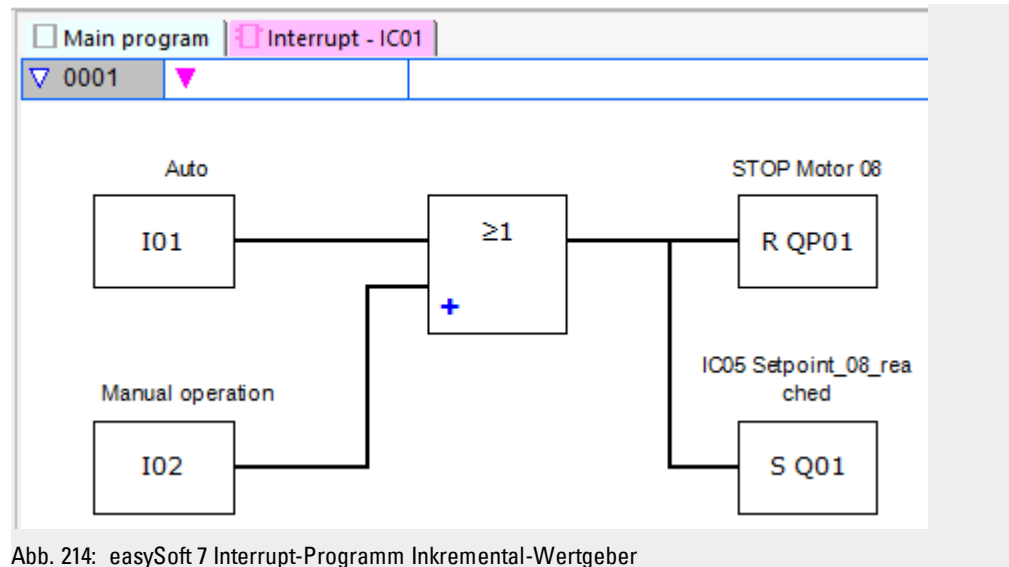 Main program Interrupt - IC01
0001
Auto
STOP Motor 08
I01
≥1
R QP01
+
IC05 Setpoint_08_rea
ched
Manual operation
I02
S Q01
Abb. 214: easySoft 7 Interrupt-Programm Inkremental-Wertgeber